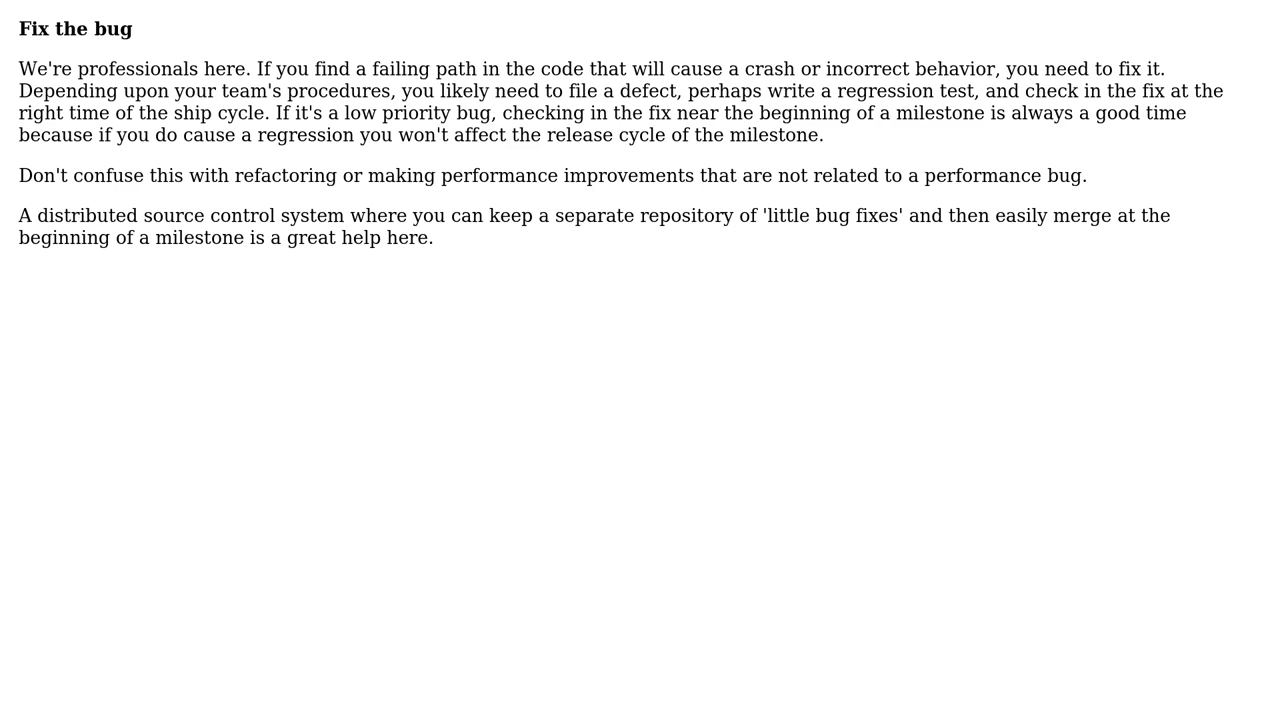 Fix the bug
We're professionals here. If you find a failing path in the code that will cause a crash or incorrect behavior, you need to fix it.
Depending upon your team's procedures, you likely need to file a defect, perhaps write a regression test, and check in the fix at the
right time of the ship cycle. If it's a low priority bug, checking in the fix near the beginning of a milestone is always a good time
because if you do cause a regression you won't affect the release cycle of the milestone.
Don't confuse this with refactoring or making performance improvements that are not related to a performance bug.
A distributed source control system where you can keep a separate repository of 'little bug fixes' and then easily merge at the
beginning of a milestone is a great help here.